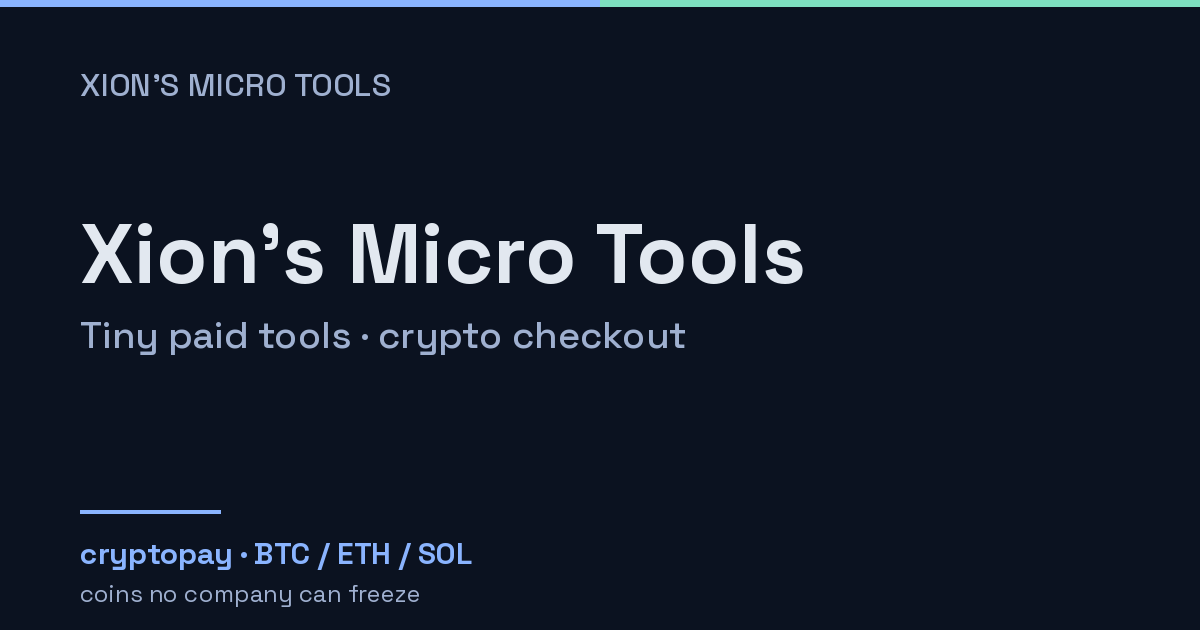 XION’S MICRO TOOLS
Xion’s Micro Tools
Tiny paid tools · crypto checkout
cryptopay · BTC / ETH / SOL
coins no company can freeze